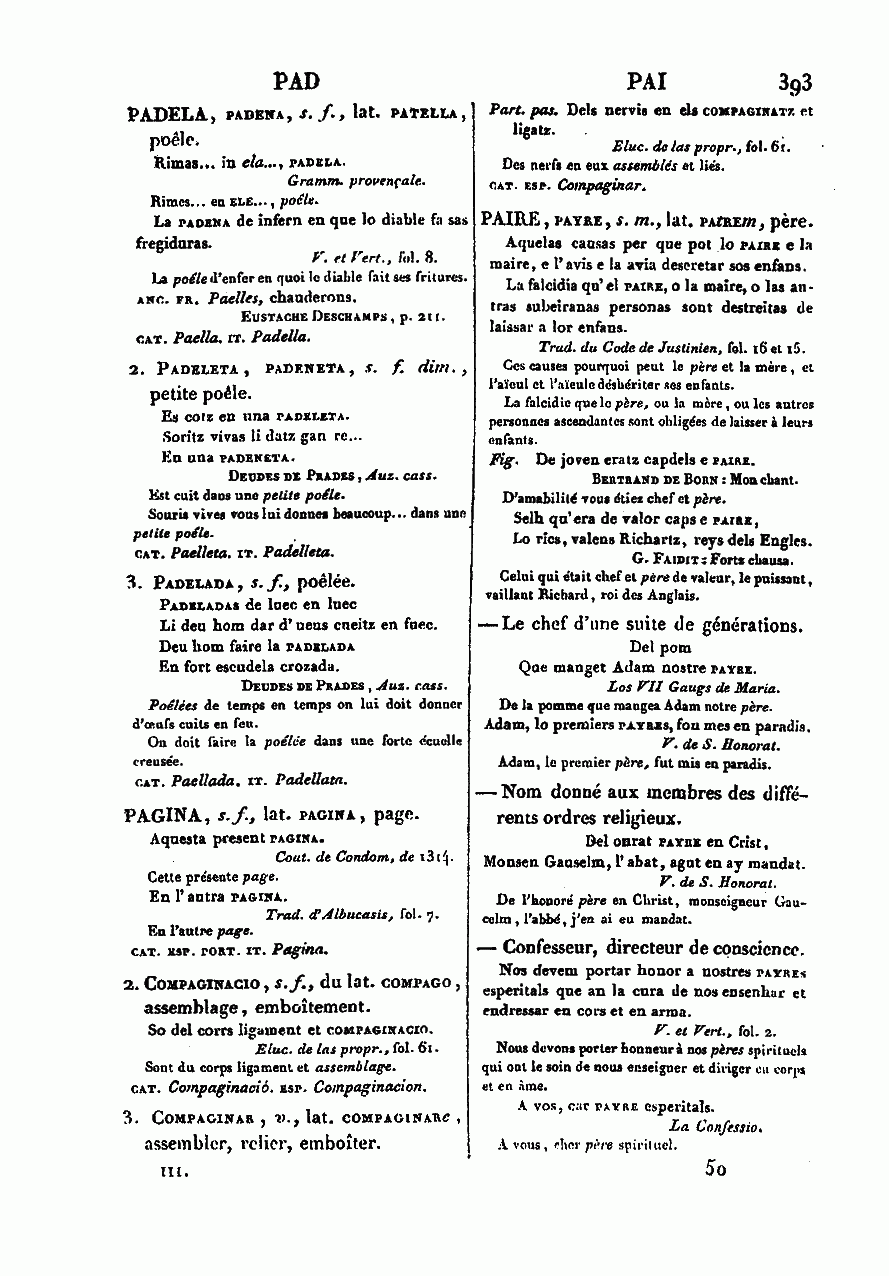 PAD
PAI
393
PADELA, PADENA, s. f., lat. PATELLA,
poêle.
Rimas... in ela..., PADELA.
Gramm. provençale.
Rimes... en ELE..., poêle.
La PADENA de infern en que lo diable fa sas
fregiduras.
V. et Vert., fol. 8.
La poêle d'enfer en quoi le diable fait ses fritures.
ANC. FR. Paelles, chauderons.
EUSTACHE DESCHAMPS, p. 211.
CAT. Paella. IT. Padella.
2. PADELETA, PADENETA, s. f. dim.,
petite poêle.
Es cotz en una PADELETA.
Soritz vivas li datz gan re...
En una PADENETA.
DEUDES DE PRADES, Auz. cass.
Est cuit dans une petite poêle.
Souris vives vous lui donnes beaucoup... dans une
petite poêle.
CAT. Paelleta. IT. Padelleta.
3. PADELADA, s. f., poêlée.
PADELADAS de luec en luec
Li deu hom dar d'ueus cueitz en fuec.
Deu hom faire la PADELADA
En fort escudela crozada.
DEUDES DE PRADES, Auz. cass.
Poêlées de temps en temps on lui doit donner
d'œufs cuits en feu.
On doit faire la poêlée dans une forte écuelle
creusée.
CAT. Paellada. IT. Padellata.
PAGINA, s. f., lat. PAGINA, page.
Aquesta present PAGINA.
Cout. de Condom, de 1314.
Cette présente page.
En l'autra PAGINA.
Trad. d'Albucasis, fol. 7.
En l'autre page.
CAT. ESP. PORT. IT. Pagina.
2. COMPAGINACIO, s. f., du lat. COMPAGO,
assemblage, emboîtement.
So del corrs ligament et COMPAGINACIO.
Eluc. de las propr., fol. 61.
Sont du corps ligament et assemblage.
CAT. Compaginació. ESP. Compaginacion.
3. COMPAGINAR, v., lat. COMPAGINARe,
assembler, relier, emboîter.
III.
Part. pas. Dels nervis en els COMPAGINATZ et
ligatz.
Eluc. de las propr., fol. 61.
Des nerfs en eux assemblés et liés.
CAT. ESP. Compaginar.
PAIRE, PAYRE, s. m., lat. PATREm, père.
Aquelas causas per que pot lo PAIRE e la
maire, e l'avis e la avia deseretar sos enfans.
La falcidia qu'el PAIRE, o la maire, o las an-
tras subeiranas personas sont destreitas de
laissar a lor enfans.
Trad. du Code de Justinien, fol. 16 et 15.
Ces causes pourquoi peut le père et la mère, et
l'aïeul et l'aïeule déshériter ses enfants.
La falcidie que le père, ou la mère, ou les autres
personnes ascendantes sont obligées de laisser à leurs
enfants.
Fig. De joven eratz capdels e PAIRE.
BERTRAND DE BORN: Mon chant.
D'amabilité vous étiez chef et père.
Selh qu'era de valor caps e PAIRE,
Lo rics, valens Richartz, reys dels Engles.
G. FAIDIT: Forts chausa.
Celui qui était chef et père de valeur, le puissant,
vaillant Richard, roi des Anglais.
— Le chef d'une suite de générations.
Del pom
Que manget Adam nostre PAYRE.
Los VII Gaugs de Maria.
De la pomme que mangea Adam notre père.
Adam, lo premiers PAYRES, fou mes en paradis.
V. de S. Honorat.
Adam, le premier père, fut mis en paradis.
— Nom donné aux membres des diffé-
rents ordres religieux.
Del onrat PAYRE en Crist,
Monsen Gauselm, l'abat, agut en ay mandat.
V. de S. Honorat.
De l'honoré père en Christ, monseigneur Gau-
celm, l'abbé, j'en ai eu mandat.
— Confesseur, directeur de conscience.
Nos devem portar honor a nostres PAYRES
esperitals que an la cura de nos ensenhar et
endressar en cors et en arma.
V. et Vert., fol. 2.
Nous devons porter honneur à nos pères spirituels
qui ont le soin de nous enseigner et diriger en corps
et en âme.
A vos, car PAYRE esperitals.
La Confessio.
A vous, cher père spirituel.
50